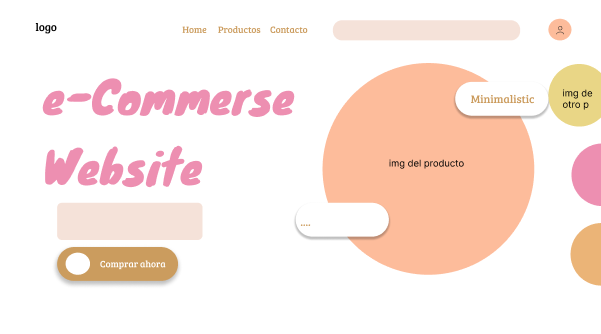 logo
Home Productos Contacto
e-Commerse
Website
Minimalistic
img de
otro p
img del producto
....
Comprar ahora